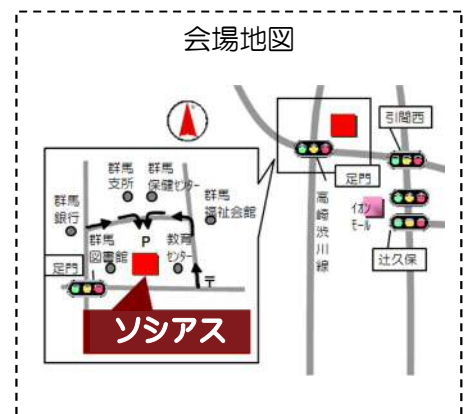 会場地図
引間西
足門
高崎渋川線
イオン
モール
辻久保
群馬
支所
群馬
保健センター
群馬
銀行
群馬
福祉会館
P
群馬
図書館
教育
センター
足門
〒
ソシアス